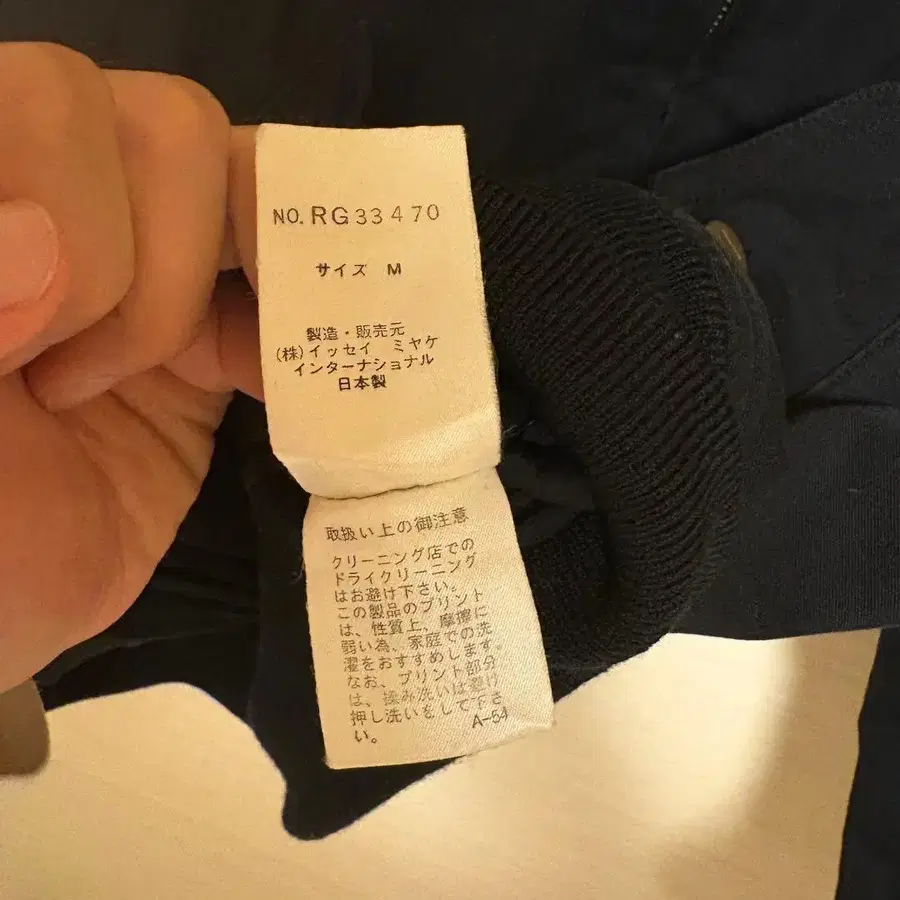 NO. RG33470
サイズ M
製造・販売元
(株)イッセイ ミヤケ
インターナショナル
日本製
取扱い上の御注意
クリーニング店での
ドライクリーニング
はお避け下さい。
この製品のプリント
は、性質上、摩擦に
弱い為、家庭での洗
濯をおすすめします。
なお、プリント部分
は、揉み洗いは避け
押し洗いをして下さ
い。 A-54